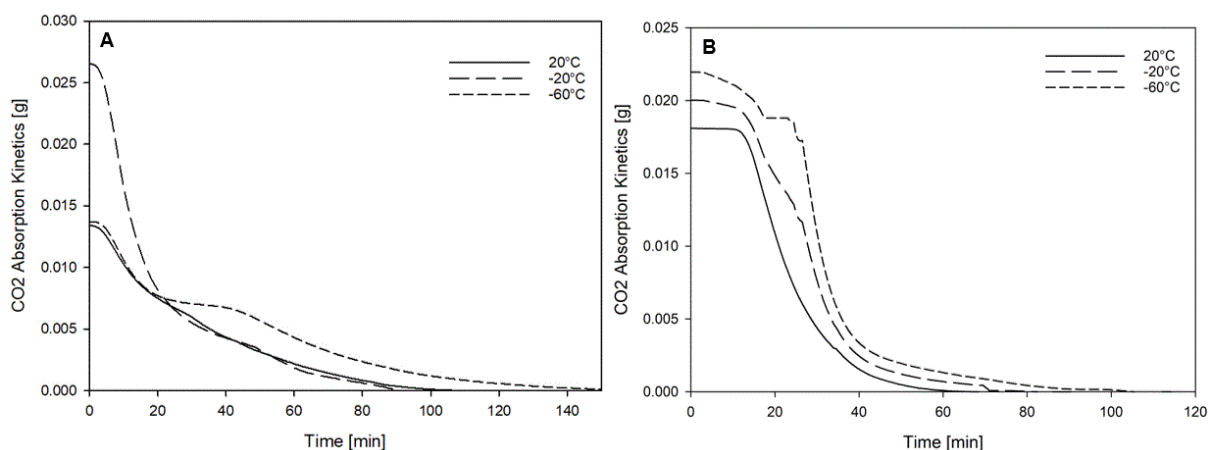 A
CO2 Absorption Kinetics [g]
0.030
0.025
0.020
0.015
0.010
0.005
0.000
20°C
-20°C
-60°C
0 20 40 60 80 100 120 140
Time [min]
B
CO2 Absorption Kinetics [g]
0.025
0.020
0.015
0.010
0.005
0.000
20°C
-20°C
-60°C
0 20 40 60 80 100 120
Time [min]